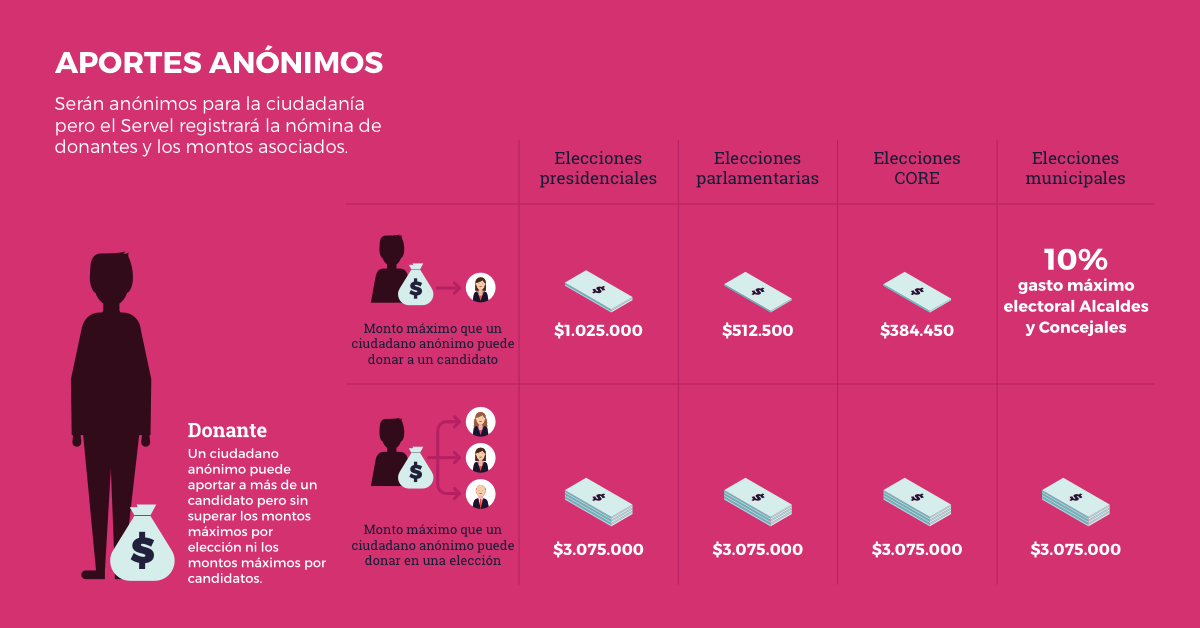 APORTES ANÓNIMOS
Serán anónimos para la ciudadanía
pero el Servel registrará la nómina de
donantes y los montos asociados.
Elecciones
presidenciales
Elecciones
parlamentarias
Elecciones
CORE
Elecciones
municipales
$
Monto máximo que un
ciudadano anónimo puede
donar a un candidato
$
$1.025.000
$
$512.500
$
$384.450
10%
gasto máximo
electoral Alcaldes
y Concejales
$
Monto máximo que un
ciudadano anónimo puede
donar en una elección
$
$3.075.000
$
$3.075.000
$
$3.075.000
$
$3.075.000
Donante
Un ciudadano
anónimo puede
aportar a más de un
candidato pero sin
superar los montos
máximos por
elección ni los
montos máximos por
candidatos.
$